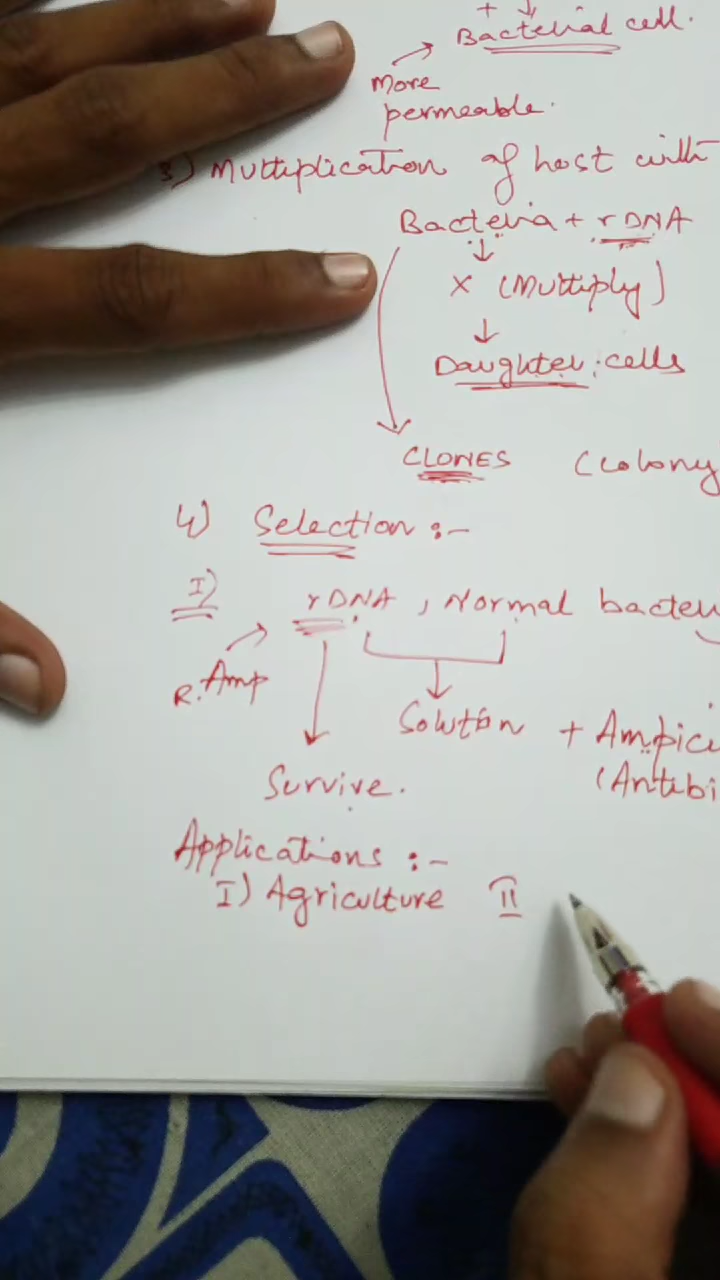 + ↓
Bacterial cell.
More
permeable.
3) Multiplication of host with
Bacteria + rDNA
↓
x (Multiply)
↓
Daughter cells
CLONES (Colony
4) Selection :-
I) rDNA, Normal bacter
R. Amp
Solution + Ampici
(Antibi
Survive.
Applications :-
I) Agriculture II